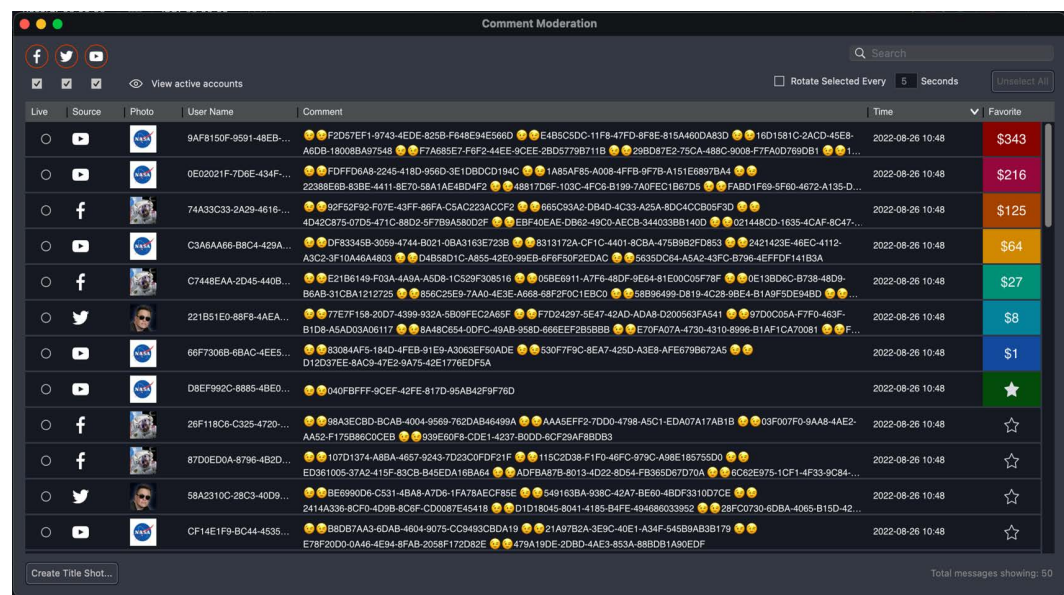 Comment Moderation
Search
View active accounts
Rotate Selected Every 5 Seconds
Unselect All
Live Source Photo User Name Comment Time Favorite
9AF8150F-9591-48EB-... 😉😉F2D57EF1-9743-4EDE-825B-F648E94E566D 😉😉E4B5C5DC-11F8-47FD-8F8E-815A460DA83D 😉😉16D1581C-2ACD-45E8- 2022-08-26 10:48 $343
A6DB-18008BA97548 😉😉F7A685E7-F6F2-44EE-9CEE-2BD5779B711B 😉😉29BD87E2-75CA-488C-9008-F7FA0D769DB1 😉😉1...
0E02021F-7D6E-434F-... 😉😉FDFFD6A8-2245-418D-956D-3E1DBDCD194C 😉😉1A85AF85-A008-4FFB-9F7B-A151E6897BA4 😉😉 2022-08-26 10:48 $216
22388E6B-83BE-4411-8E70-58A1AE4BD4F2 😉😉48817D6F-103C-4FC6-B199-7A0FEC1B67D5 😉😉FABD1F69-5F60-4672-A135-D...
74A33C33-2A29-4616-... 😉😉92F52F92-F07E-43FF-86FA-C5AC223ACCF2 😉😉665C93A2-DB4D-4C33-A25A-8DC4CCB05F3D 😉😉 2022-08-26 10:48 $125
4D42C875-07D5-471C-88D2-5F7B9A580D2F 😉😉EBF40EAE-DB62-49C0-AECB-344033BB140D 😉😉021448CD-1635-4CAF-8C47-...
C3A6AA66-B8C4-429A... 😉😉DF83345B-3059-4744-B021-0BA3163E723B 😉😉8313172A-CF1C-4401-8CBA-475B9B2FD853 😉😉2421423E-46EC-4112- 2022-08-26 10:48 $64
A3C2-3F10A46A4803 😉😉D4B58D1C-A855-42E0-99EB-6F6F50F2EDAC 😉😉5635DC64-A5A2-43FC-B796-4EFFDF141B3A
C7448EAA-2D45-440B... 😉😉E21B6149-F03A-4A9A-A5D8-1C529F308516 😉😉05BE6911-A7F6-48DF-9E64-81E00C05F78F 😉😉0E13BD6C-B738-48D9- 2022-08-26 10:48 $27
B6AB-31CBA1212725 😉😉856C25E9-7AA0-4E3E-A668-68F2F0C1EBC0 😉😉58B96499-D819-4C28-9BE4-B1A9F5DE94BD 😉😉...
221B51E0-88F8-4AEA... 😉😉77E7F158-20D7-4399-932A-5B09FEC2A65F 😉😉F7D24297-5E47-42AD-ADA8-D200563FA541 😉😉97D0C05A-F7F0-463F- 2022-08-26 10:48 $8
B1D8-A5AD03A06117 😉😉8A48C654-0DFC-49AB-958D-666EEF2B5BBB 😉😉E70FA07A-4730-4310-8996-B1AF1CA70081 😉😉F...
66F7306B-6BAC-4EE5... 😉😉83084AF5-184D-4FEB-91E9-A3063EF50ADE 😉😉530F7F9C-8EA7-425D-A3E8-AFE679B672A5 😉😉 2022-08-26 10:48 $1
D12D37EE-8AC9-47E2-9A75-42E1776EDF5A
D8EF992C-8885-4BE0... 😉😉040FBFFF-9CEF-42FE-817D-95AB42F9F76D 2022-08-26 10:48
26F118C6-C325-4720-... 😉😉98A3ECBD-BCAB-4004-9569-762DAB46499A 😉😉AAA5EFF2-7DD0-4798-A5C1-EDA07A17AB1B 😉😉03F007F0-9AA8-4AE2- 2022-08-26 10:48
AA52-F175B86C0CEB 😉😉939E60F8-CDE1-4237-B0DD-6CF29AF8BDB3
87D0ED0A-8796-4B2D... 😉😉107D1374-A8BA-4657-9243-7D23C0FDF21F 😉😉115C2D38-F1F0-46FC-979C-A98E185755D0 😉😉 2022-08-26 10:48
ED361005-37A2-415F-83CB-B45EDA16BA64 😉😉ADFBA87B-8013-4D22-8D54-FB365D67D70A 😉😉6C62E975-1CF1-4F33-9C84-...
58A2310C-28C3-40D9... 😉😉BE6990D6-C531-4BA8-A7D6-1FA78AECF85E 😉😉549163BA-938C-42A7-BE60-4BDF3310D7CE 😉😉 2022-08-26 10:48
2414A336-8CF0-4D9B-8C6F-CD0087E45418 😉😉D1D18045-8041-4185-B4FE-494686033952 😉😉28FC0730-6DBA-4065-B15D-42...
CF14E1F9-BC44-4535... 😉😉B8DB7AA3-6DAB-4604-9075-CC9493CBDA19 😉😉21A97B2A-3E9C-40E1-A34F-545B9AB3B179 😉😉 2022-08-26 10:48
E78F20D0-0A46-4E94-8FAB-2058F172D82E 😉😉479A19DE-2DBD-4AE3-853A-88BDB1A90EDF
Create Title Shot...
Total messages showing: 50